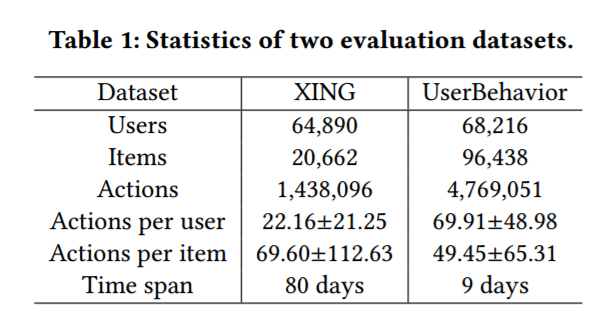 Table 1: Statistics of two evaluation datasets.
Dataset XING UserBehavior
Users 64,890 68,216
Items 20,662 96,438
Actions 1,438,096 4,769,051
Actions per user 22.16±21.25 69.91±48.98
Actions per item 69.60±112.63 49.45±65.31
Time span 80 days 9 days